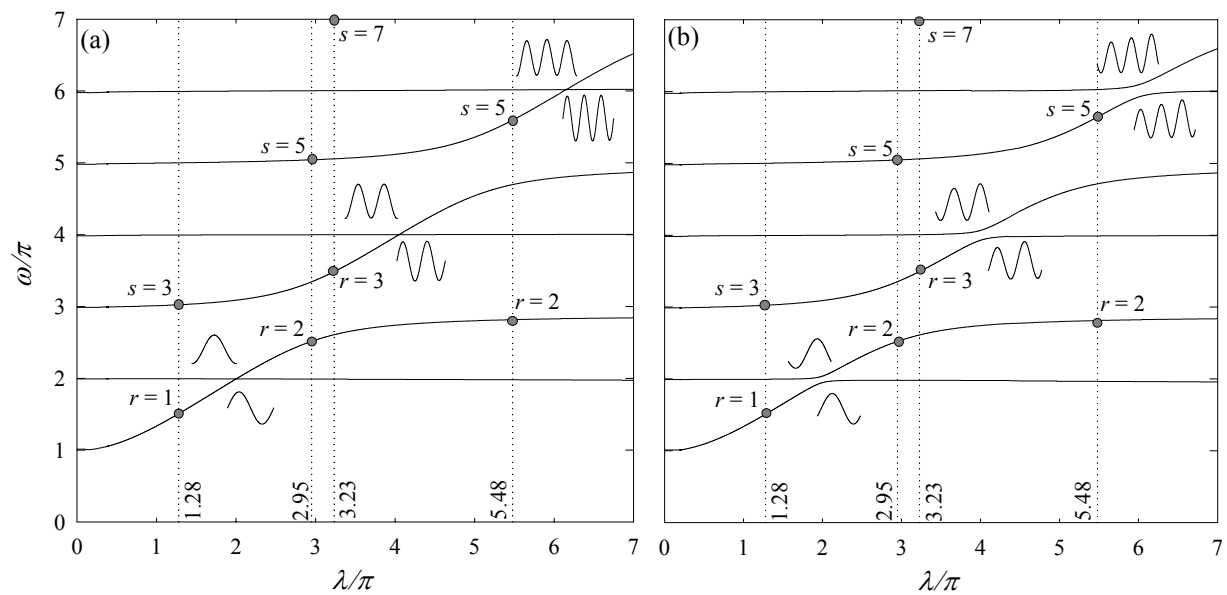 (a)
7
6
5
4
3
2
1
0
ω/π
s = 7
s = 5
s = 5
r = 3
s = 3
r = 2
r = 2
r = 1
1.28
2.95
3.23
5.48
0 1 2 3 4 5 6 7
λ/π
(b)
s = 7
s = 5
s = 5
r = 3
s = 3
r = 2
r = 2
r = 1
1.28
2.95
3.23
5.48
0 1 2 3 4 5 6 7
λ/π